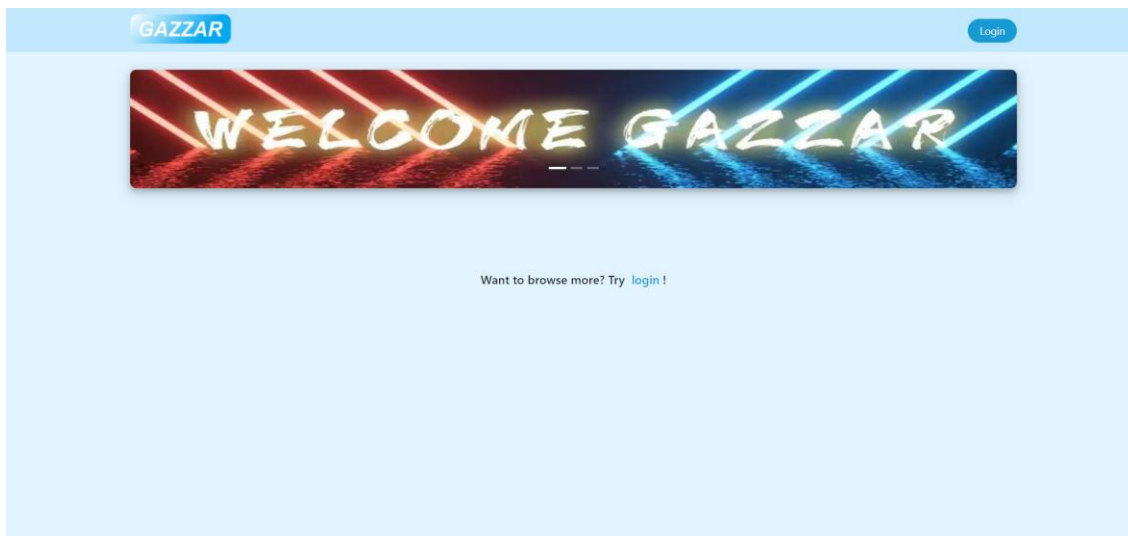 GAZZAR
Login
WELCOME GAZZAR
Want to browse more? Try login !